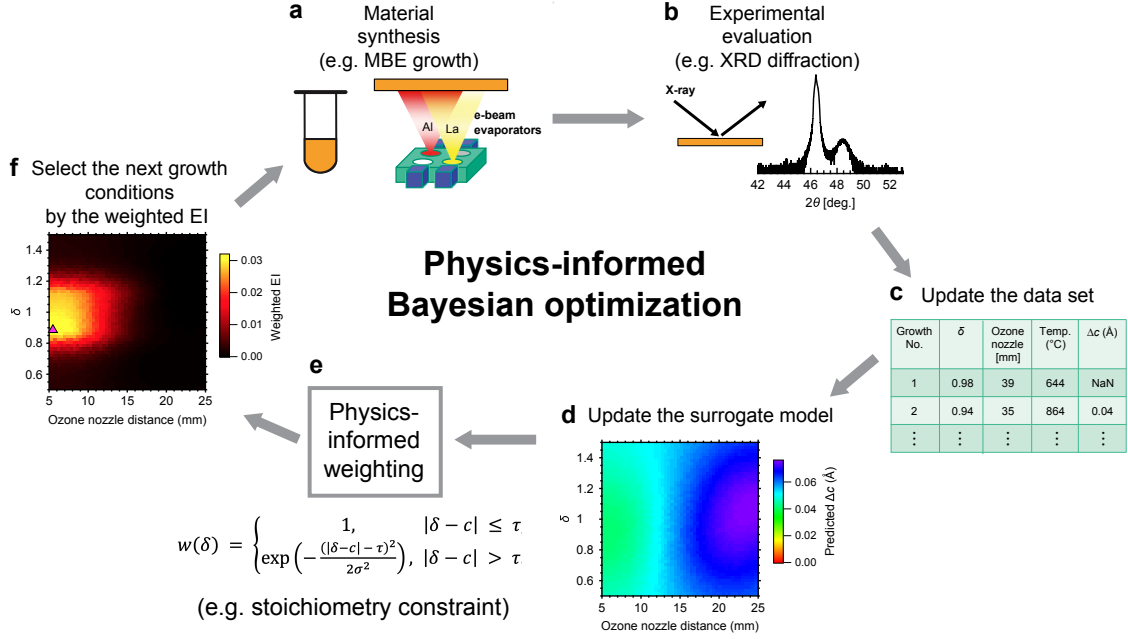 a
Material
synthesis
(e.g. MBE growth)
Al
La
e-beam
evaporators
b
Experimental
evaluation
(e.g. XRD diffraction)
X-ray
42 44 46 48 50 52
2θ [deg.]
c Update the data set
Growth No. δ Ozone nozzle [mm] Temp. (°C) Δc (Å)
1 0.98 39 644 NaN
2 0.94 35 864 0.04
⋮ ⋮ ⋮ ⋮ ⋮
d Update the surrogate model
1.4
1.2
1
0.8
0.6
δ
5 10 15 20 25
Ozone nozzle distance (mm)
0.06
0.04
0.02
0.00
Predicted Δc (Å)
e
Physics-
informed
weighting
w(δ) = { 1, |δ − c| ≤ τ,
exp(−(|δ−c| − τ)²/2σ²), |δ − c| > τ.
(e.g. stoichiometry constraint)
f Select the next growth
conditions
by the weighted EI
1.4
1.2
1
0.8
0.6
δ
5 10 15 20 25
Ozone nozzle distance (mm)
0.03
0.02
0.01
0.00
Weighted EI
Physics-informed
Bayesian optimization